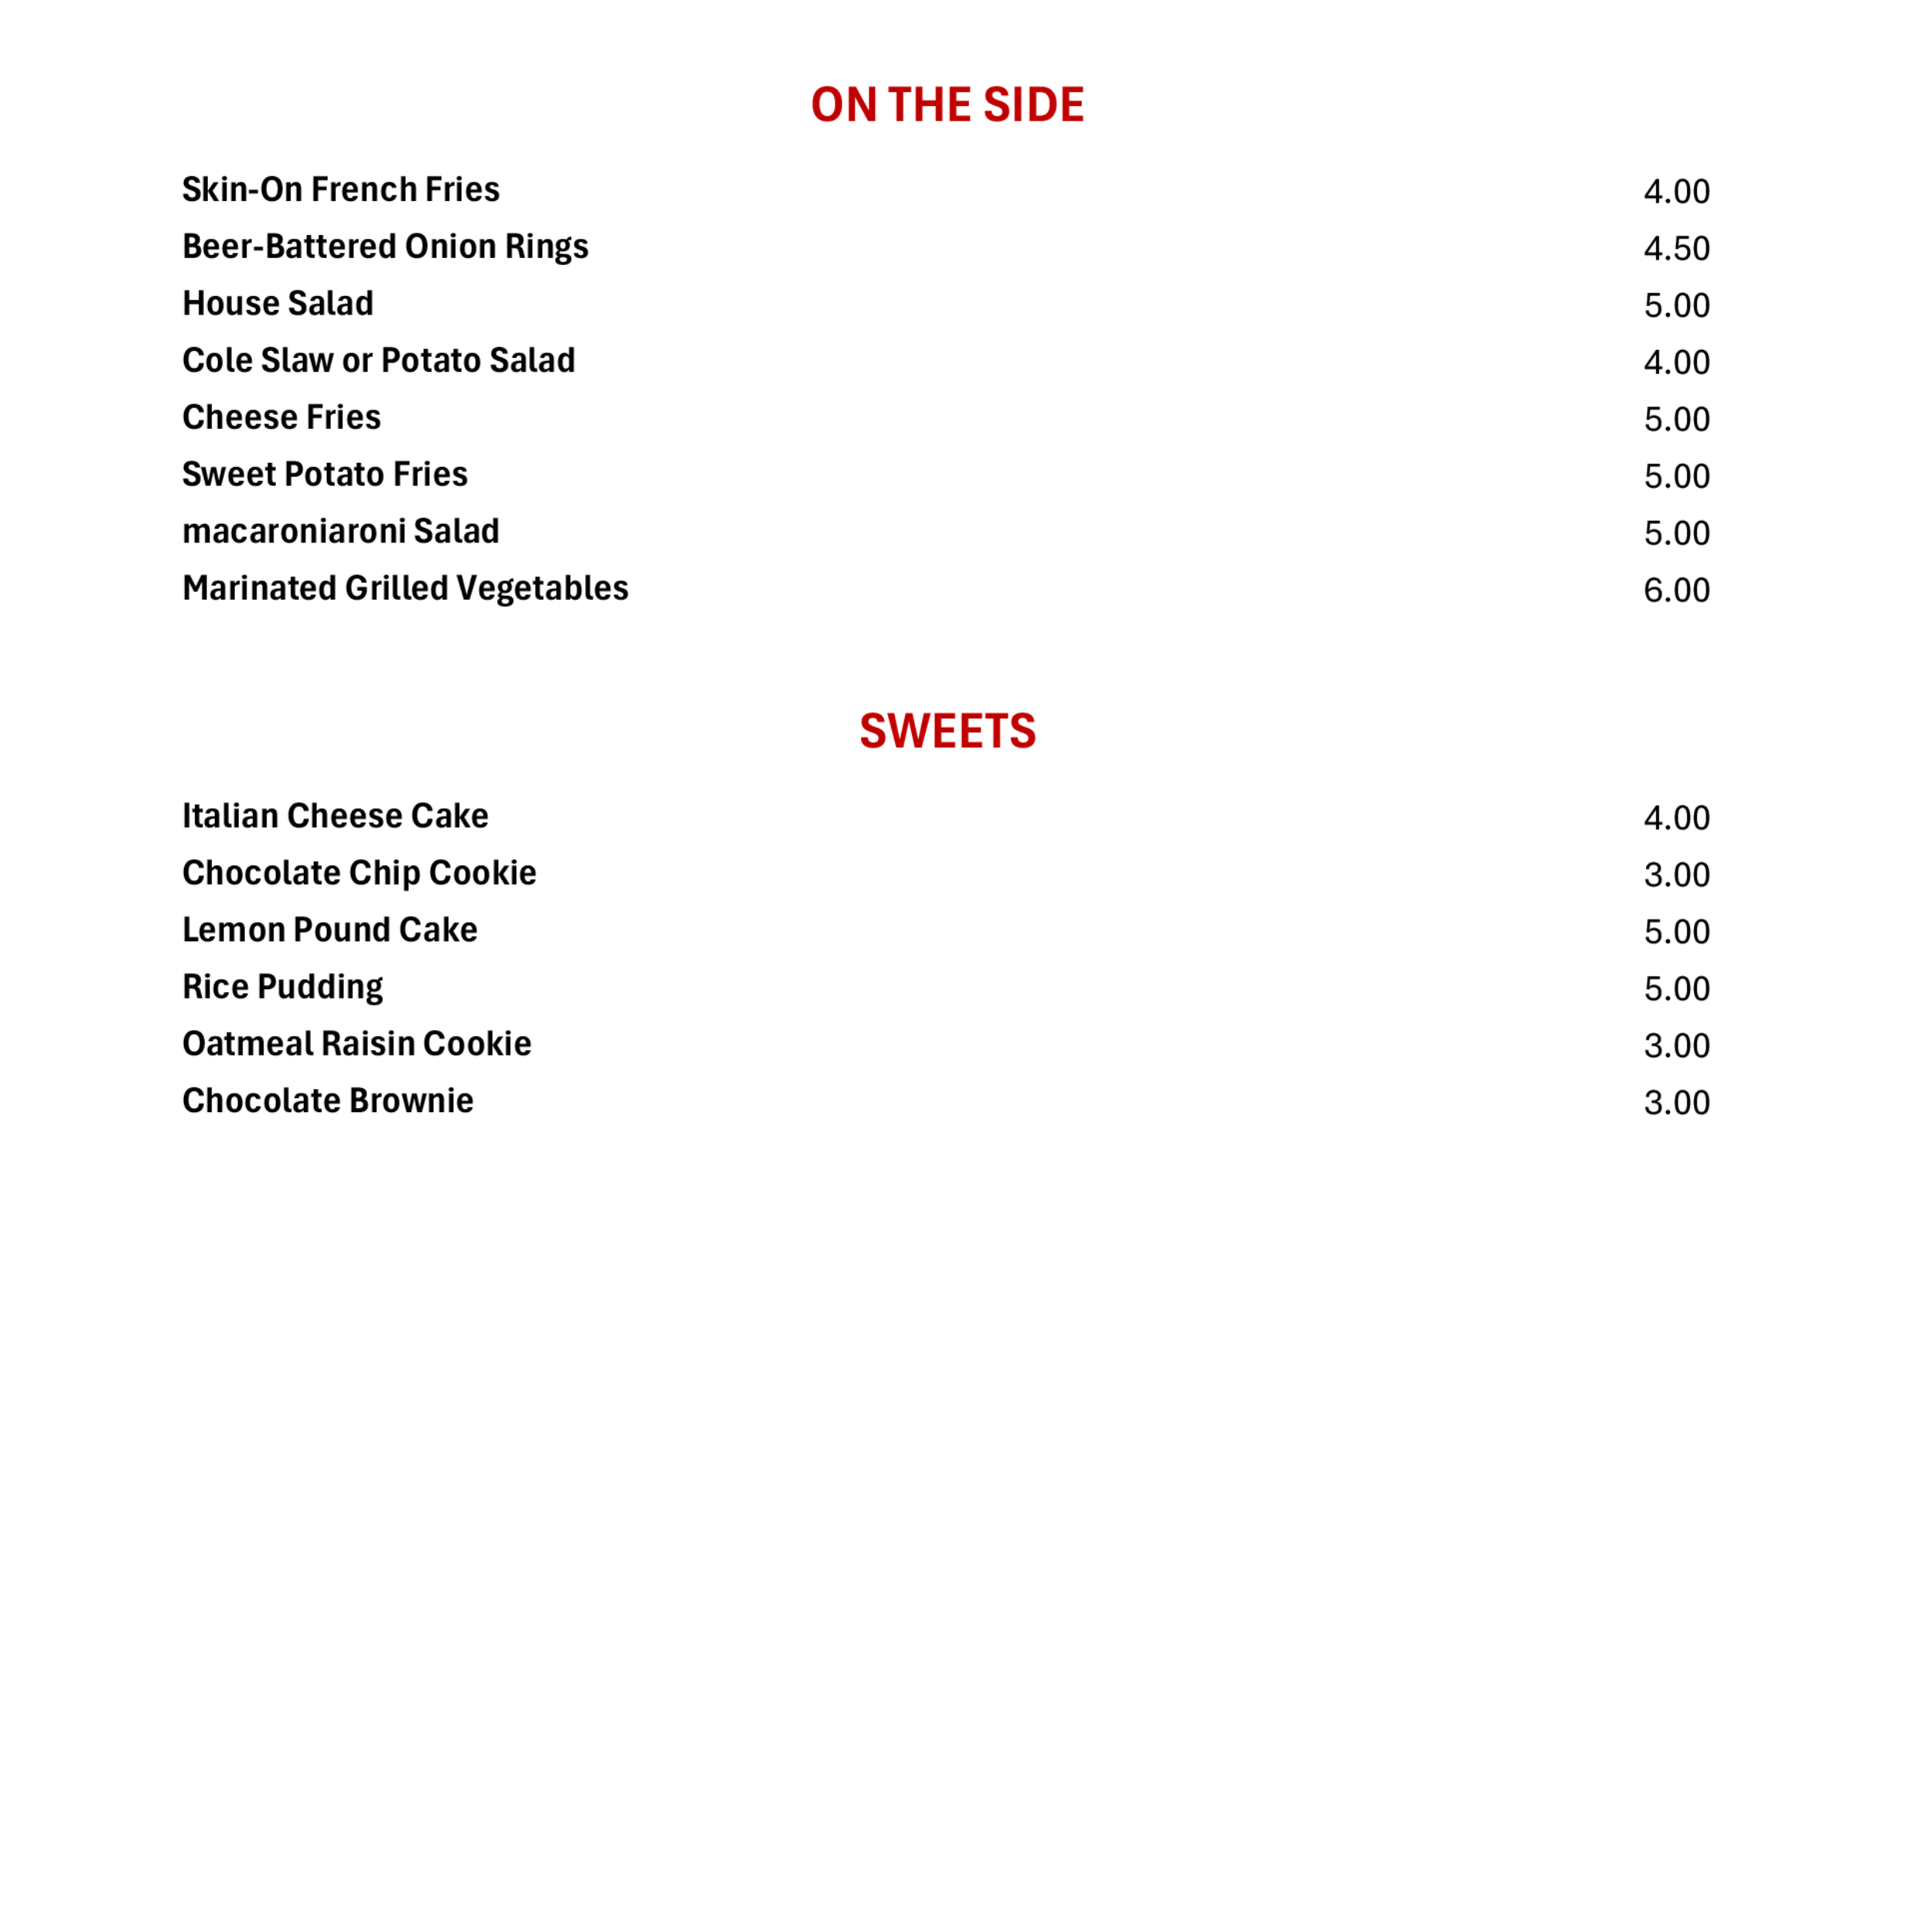 ON THE SIDE
Skin-On French Fries 4.00
Beer-Battered Onion Rings 4.50
House Salad 5.00
Cole Slaw or Potato Salad 4.00
Cheese Fries 5.00
Sweet Potato Fries 5.00
macaroniaroni Salad 5.00
Marinated Grilled Vegetables 6.00
SWEETS
Italian Cheese Cake 4.00
Chocolate Chip Cookie 3.00
Lemon Pound Cake 5.00
Rice Pudding 5.00
Oatmeal Raisin Cookie 3.00
Chocolate Brownie 3.00